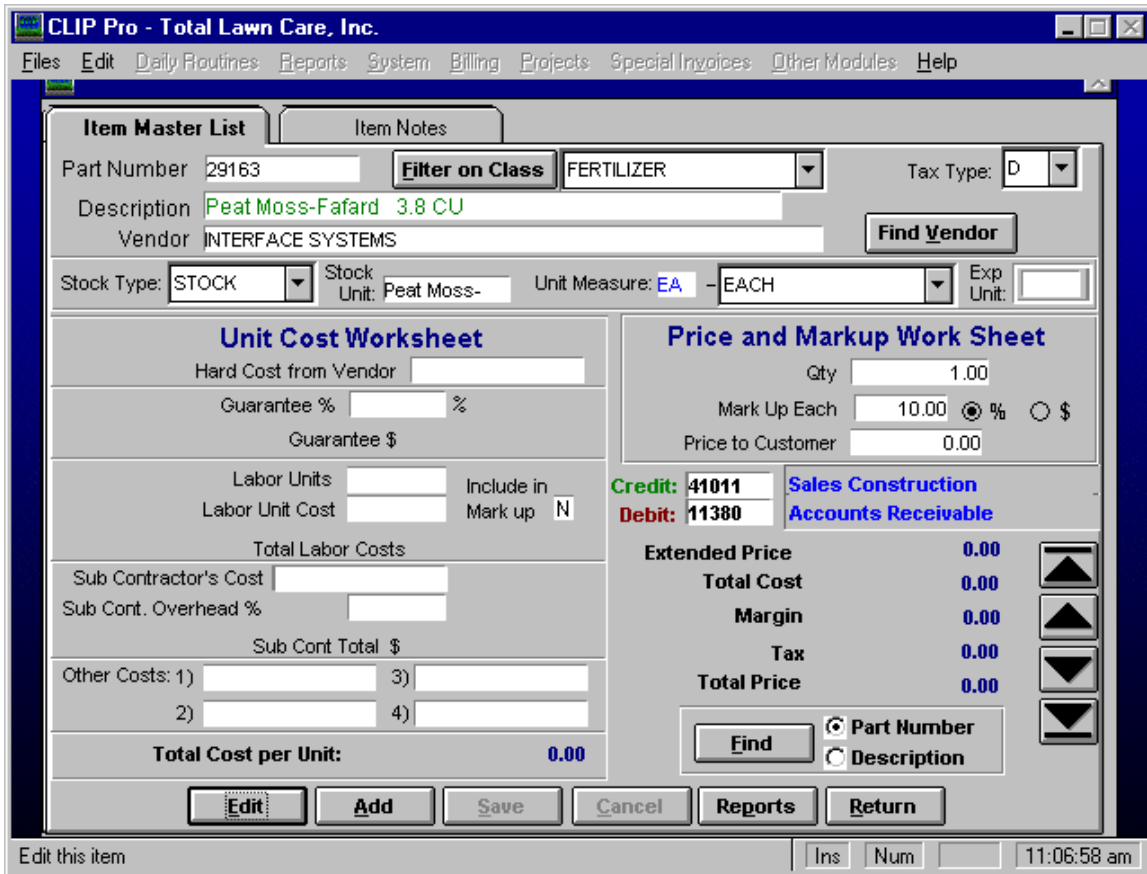 CLIP Pro - Total Lawn Care, Inc.
Files Edit Daily Routines Reports System Billing Projects Special Invoices Other Modules Help
Item Master List Item Notes
Part Number 29163 Filter on Class FERTILIZER Tax Type: D
Description Peat Moss-Fafard 3.8 CU
Vendor INTERFACE SYSTEMS Find Vendor
Stock Type: STOCK Stock Unit: Peat Moss- Unit Measure: EA - EACH Exp Unit:
Unit Cost Worksheet
Hard Cost from Vendor
Guarantee % %
Guarantee $
Labor Units
Labor Unit Cost
Include in
Mark up N
Total Labor Costs
Sub Contractor's Cost
Sub Cont. Overhead %
Sub Cont Total $
Other Costs: 1) 3)
2) 4)
Total Cost per Unit: 0.00
Price and Markup Work Sheet
Qty 1.00
Mark Up Each 10.00 % $
Price to Customer 0.00
Credit: 41011 Sales Construction
Debit: 11380 Accounts Receivable
Extended Price 0.00
Total Cost 0.00
Margin 0.00
Tax 0.00
Total Price 0.00
Find Part Number
Description
Edit Add Save Cancel Reports Return
Edit this item Ins Num 11:06:58 am